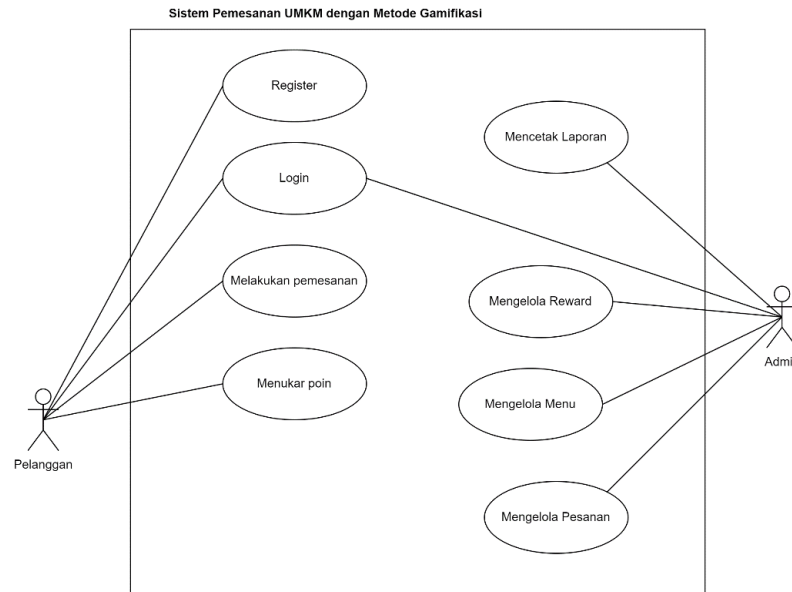 Sistem Pemesanan UMKM dengan Metode Gamifikasi
Register
Mencetak Laporan
Login
Melakukan pemesanan
Mengelola Reward
Admi
Menukar poin
Mengelola Menu
Pelanggan
Mengelola Pesanan